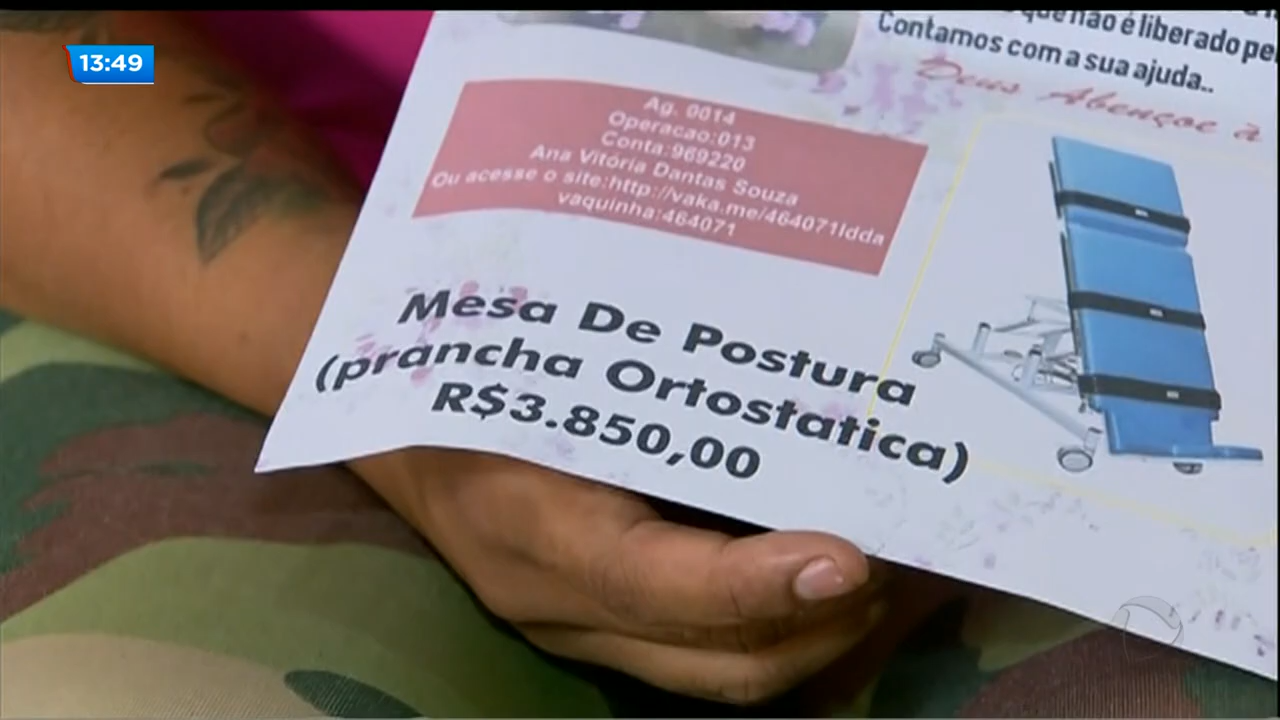 13:49
que não é liberado pe
Contamos com a sua ajuda..
Deus Abençoe à
Ag. 0014
Operacao:013
Conta:969220
Ana Vitória Dantas Souza
Ou acesse o site:http://vaka.me/464071ldda
vaquinha:464071
Mesa De Postura
(prancha Ortostatica)
R$3.850,00